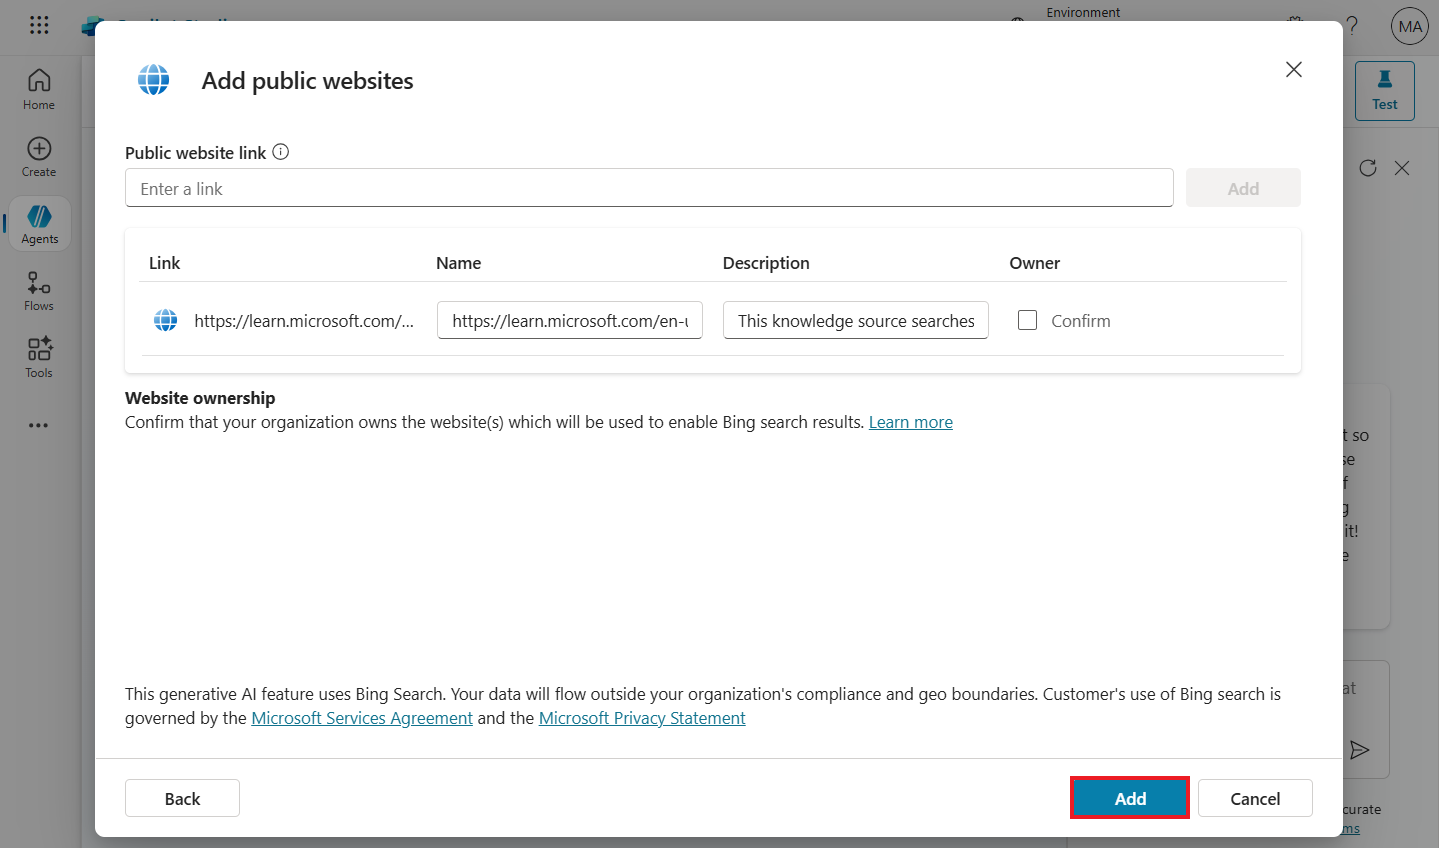 Environment
MA
Add public websites
Home
Test
Public website link
Create
Enter a link
Add
Agents
Link
Name
Description
Owner
Flows
https://learn.microsoft.com/...
https://learn.microsoft.com/en-u
This knowledge source searches
Confirm
Tools
Website ownership
Confirm that your organization owns the website(s) which will be used to enable Bing search results. Learn more
t so
se
f
g
it!
e
This generative AI feature uses Bing Search. Your data will flow outside your organization's compliance and geo boundaries. Customer's use of Bing search is
governed by the Microsoft Services Agreement and the Microsoft Privacy Statement
at
Back
Add
Cancel
curate
ms